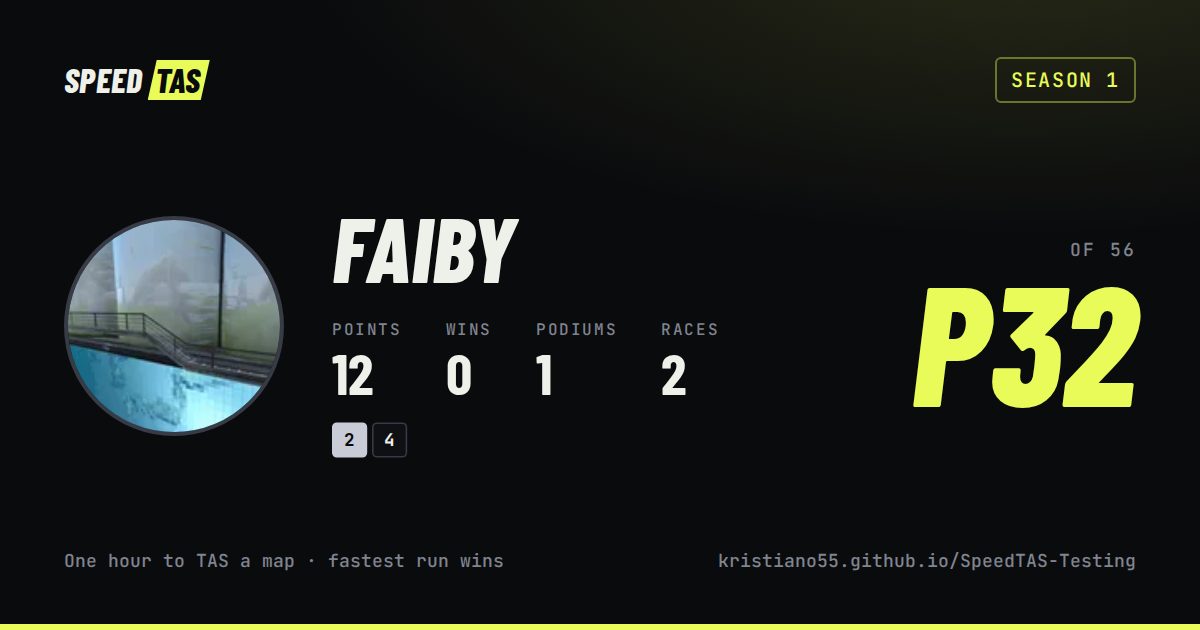 SPEED TAS
SEASON 1
FAIBY
OF 56
P32
POINTS WINS PODIUMS RACES
12 0 1 2
2 4
One hour to TAS a map · fastest run wins
kristiano55.github.io/SpeedTAS-Testing